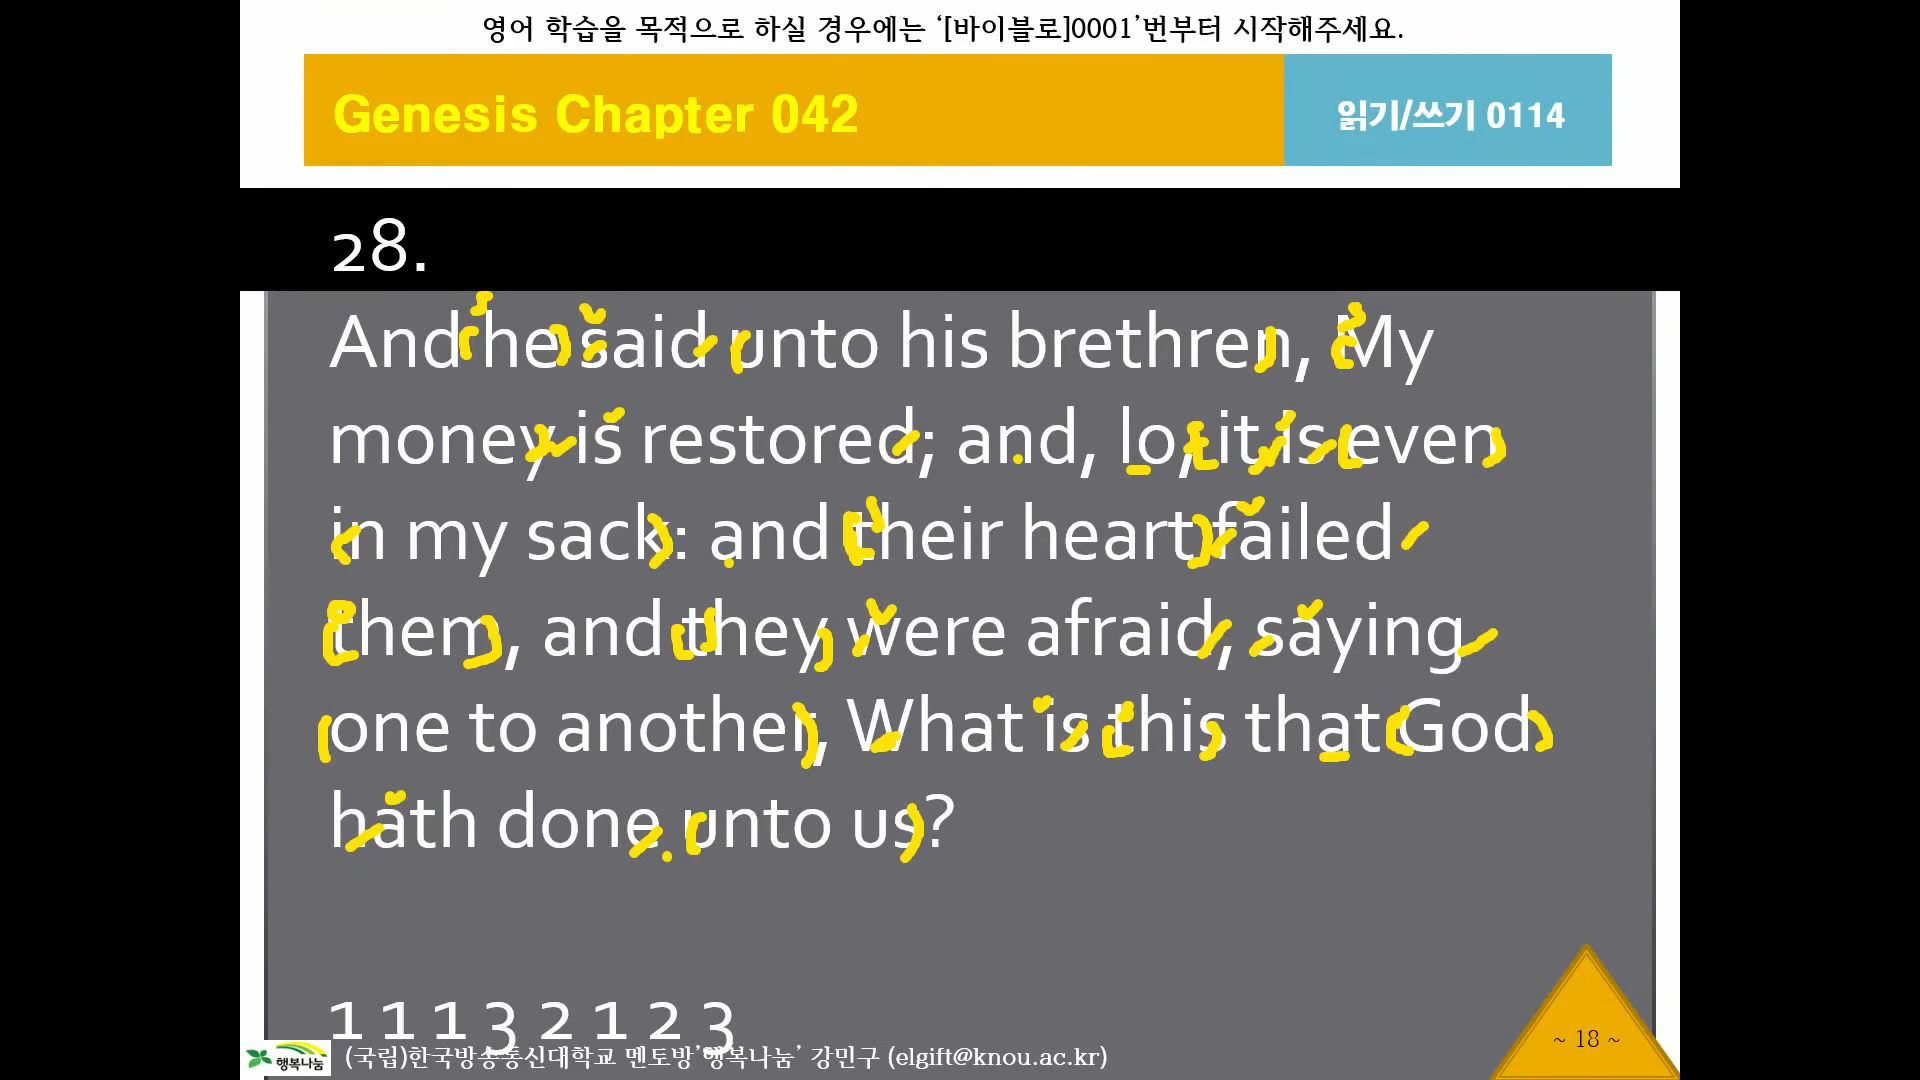 영어 학습을 목적으로 하실 경우에는 ‘[바이블로]0001’번부터 시작해주세요.
Genesis Chapter 042
읽기/쓰기 0114
28.
And he said unto his brethren, My
money is restored; and, lo, it is even
in my sack: and their heart failed
them, and they were afraid, saying
one to another, What is this that God
hath done unto us?
1 1 1 3 2 1 2 3
행복나눔
(국립)한국방송통신대학교 멘토방’행복나눔’ 강민구 (elgift@knou.ac.kr)
~ 18 ~